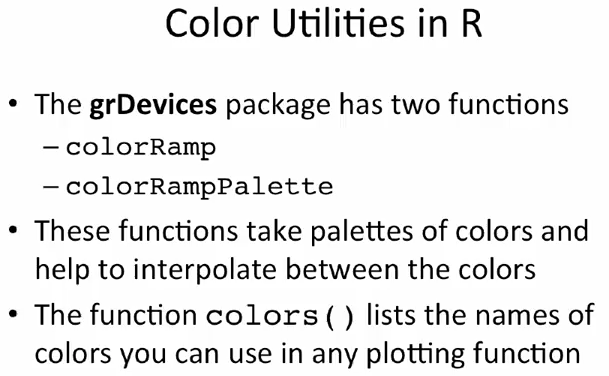 Color Utilities in R
• The grDevices package has two functions
– colorRamp
– colorRampPalette
• These functions take palettes of colors and
help to interpolate between the colors
• The function colors() lists the names of
colors you can use in any plotting function